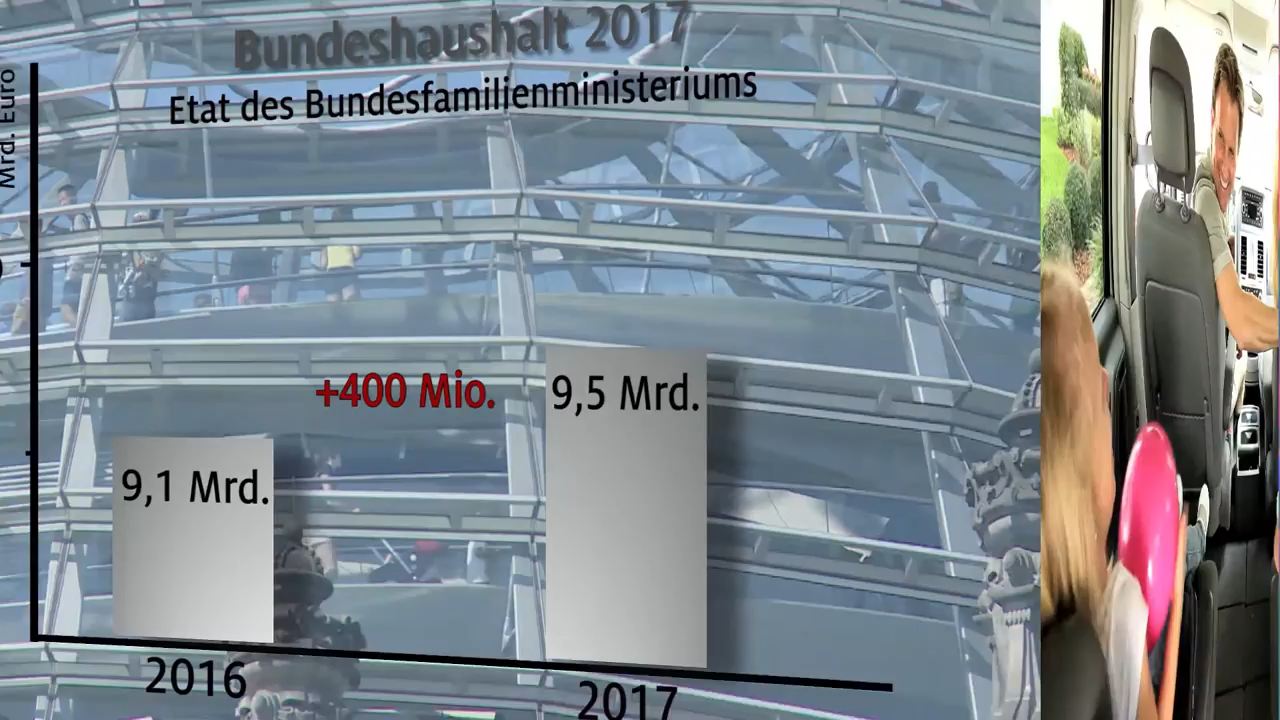 Bundeshaushalt 2017
Etat des Bundesfamilienministeriums
Mrd. Euro
+400 Mio.
9,5 Mrd.
9,1 Mrd.
2016
2017